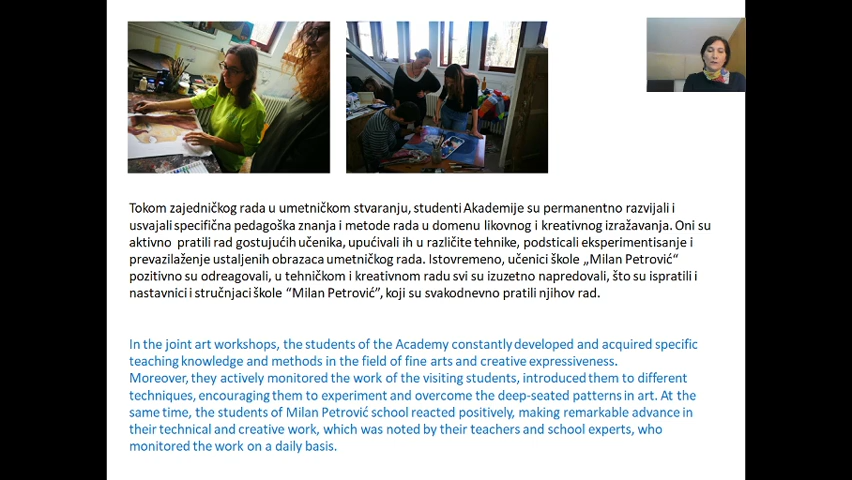 Tokom zajedničkog rada u umetničkom stvaranju, studenti Akademije su permanentno razvijali i
usvajali specifična pedagoška znanja i metode rada u domenu likovnog i kreativnog izražavanja. Oni su
aktivno pratili rad gostujućih učenika, upućivali ih u različite tehnike, podsticali eksperimentisanje i
prevazilaženje ustaljenih obrazaca umetničkog rada. Istovremeno, učenici škole „Milan Petrović“
pozitivno su odreagovali, u tehničkom i kreativnom radu svi su izuzetno napredovali, što su ispratili i
nastavnici i stručnjaci škole “Milan Petrović”, koji su svakodnevno pratili njihov rad.
In the joint art workshops, the students of the Academy constantly developed and acquired specific
teaching knowledge and methods in the field of fine arts and creative expressiveness.
Moreover, they actively monitored the work of the visiting students, introduced them to different
techniques, encouraging them to experiment and overcome the deep-seated patterns in art. At the
same time, the students of Milan Petrović school reacted positively, making remarkable advance in
their technical and creative work, which was noted by their teachers and school experts, who
monitored the work on a daily basis.